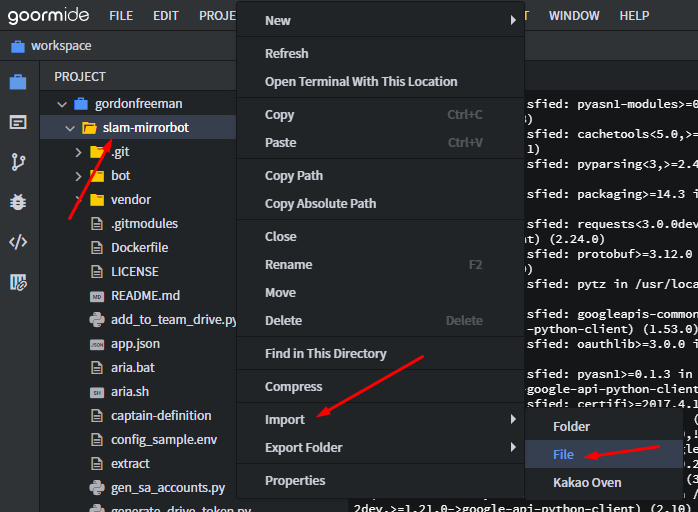 goormide
FILE
EDIT
PROJE
T
WINDOW
HELP
workspace
PROJECT
gordonfreeman
slam-mirrorbot
.git
bot
vendor
.gitmodules
Dockerfile
LICENSE
README.md
add_to_team_drive.py
app.json
aria.bat
aria.sh
captain-definition
config_sample.env
extract
gen_sa_accounts.py
generate_drive_token.py
New
Refresh
Open Terminal With This Location
Copy Ctrl+C
Paste Ctrl+V
Copy Path
Copy Absolute Path
Close
Rename F2
Move
Delete Delete
Find in This Directory
Compress
Import
Export Folder
Properties
Folder
File
Kakao Oven
sfied: pyasn1-modules>=0
8)
sfied: cachetools<5.0,>=
1)
sfied: pyparsing<3,>=2.4
sfied: packaging>=14.3 i
sfied: requests<3.0.0dev
nt) (2.24.0)
sfied: protobuf>=3.12.0
)
sfied: pytz in /usr/loca
sfied: googleapis-common
-python-client) (1.53.0)
sfied: oauthlib>=3.0.0 i
sfied: pyasn1>=0.1.3 in
google-api-python-client
sfied: certifi>=2017.4.1
2dev,>=1.21.0->google-api-python-client) (2.10)